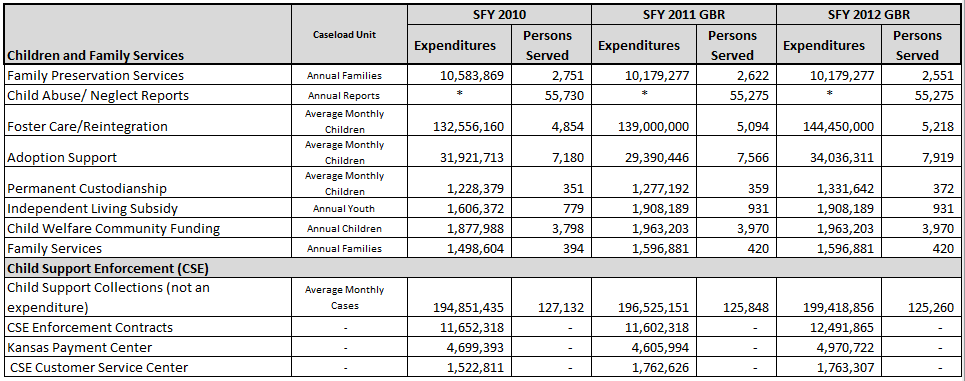 SFY 2010 SFY 2011 GBR SFY 2012 GBR
Children and Family Services Caseload Unit Expenditures Persons Served Expenditures Persons Served Expenditures Persons Served
Family Preservation Services Annual Families 10,583,869 2,751 10,179,277 2,622 10,179,277 2,551
Child Abuse/ Neglect Reports Annual Reports * 55,730 * 55,275 * 55,275
Foster Care/Reintegration Average Monthly Children 132,556,160 4,854 139,000,000 5,094 144,450,000 5,218
Adoption Support Average Monthly Children 31,921,713 7,180 29,390,446 7,566 34,036,311 7,919
Permanent Custodianship Average Monthly Children 1,228,379 351 1,277,192 359 1,331,642 372
Independent Living Subsidy Annual Youth 1,606,372 779 1,908,189 931 1,908,189 931
Child Welfare Community Funding Annual Children 1,877,988 3,798 1,963,203 3,970 1,963,203 3,970
Family Services Annual Families 1,498,604 394 1,596,881 420 1,596,881 420
Child Support Enforcement (CSE)
Child Support Collections (not an expenditure) Average Monthly Cases 194,851,435 127,132 196,525,151 125,848 199,418,856 125,260
CSE Enforcement Contracts - 11,652,318 - 11,602,318 - 12,491,865 -
Kansas Payment Center - 4,699,393 - 4,605,994 - 4,970,722 -
CSE Customer Service Center - 1,522,811 - 1,762,626 - 1,763,307 -